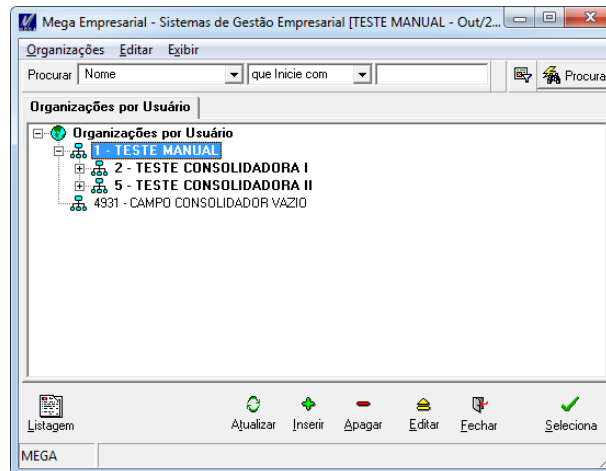 Mega Empresarial - Sistemas de Gestão Empresarial [TESTE MANUAL - Out/2...
Organizações Editar Exibir
Procurar Nome que Inicie com Procura
Organizações por Usuário
Organizações por Usuário
1 - TESTE MANUAL
2 - TESTE CONSOLIDADORA I
5 - TESTE CONSOLIDADORA II
4931 - CAMPO CONSOLIDADOR VAZIO
Listagem Atualizar Inserir Apagar Editar Fechar Seleciona
MEGA